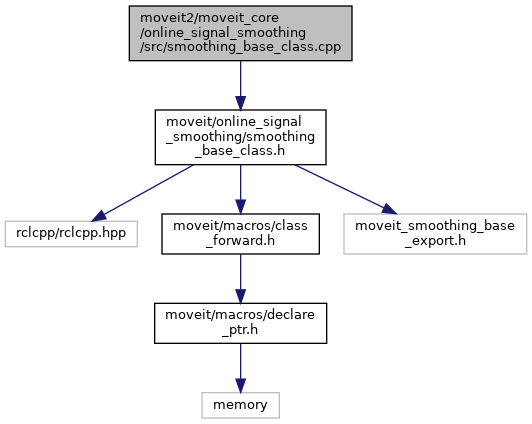 moveit2/moveit_core
/online_signal_smoothing
/src/smoothing_base_class.cpp
moveit/online_signal
_smoothing/smoothing
_base_class.h
rclcpp/rclcpp.hpp
moveit/macros/class
_forward.h
moveit_smoothing_base
_export.h
moveit/macros/declare
_ptr.h
memory